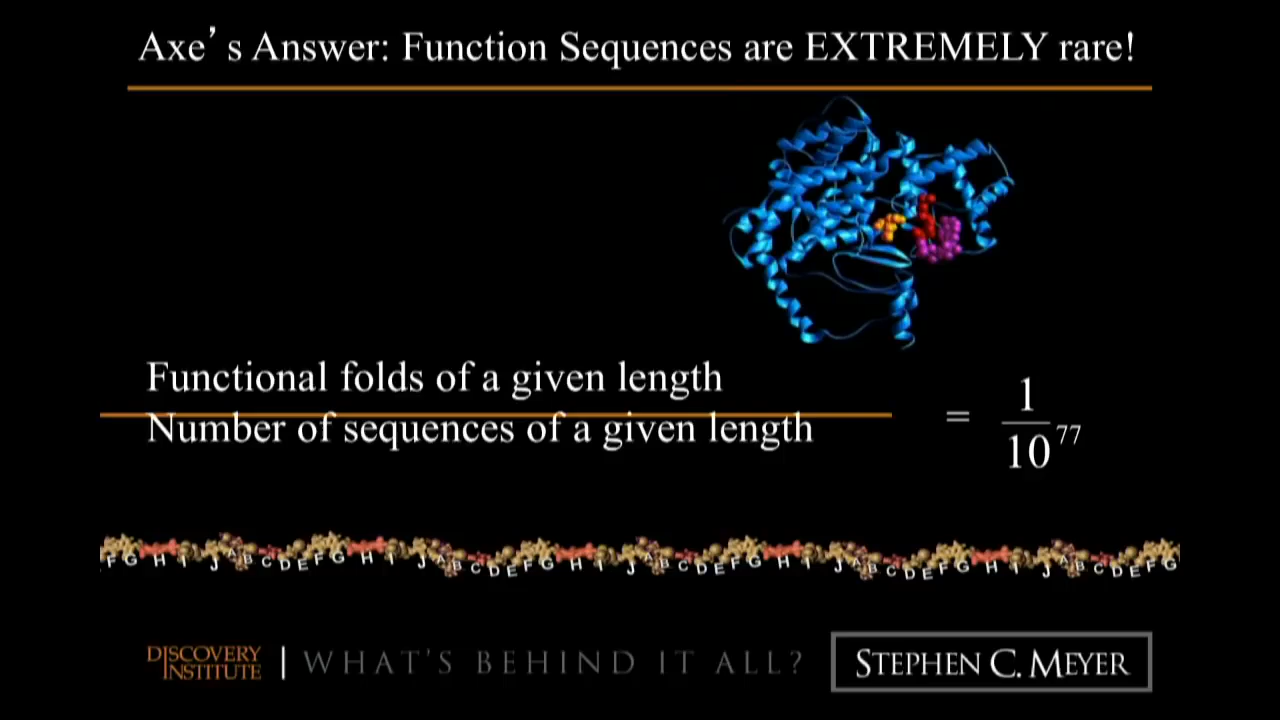 Axe’s Answer: Function Sequences are EXTREMELY rare!
Functional folds of a given length
Number of sequences of a given length
= 1
10 77
F G H I J A B C D E F G H I J A B C D E F G H I J A B C D E F G H I J A B C D E F G H I J A B C D E F G
DISCOVERY
INSTITUTE | WHAT'S BEHIND IT ALL? STEPHEN C. MEYER